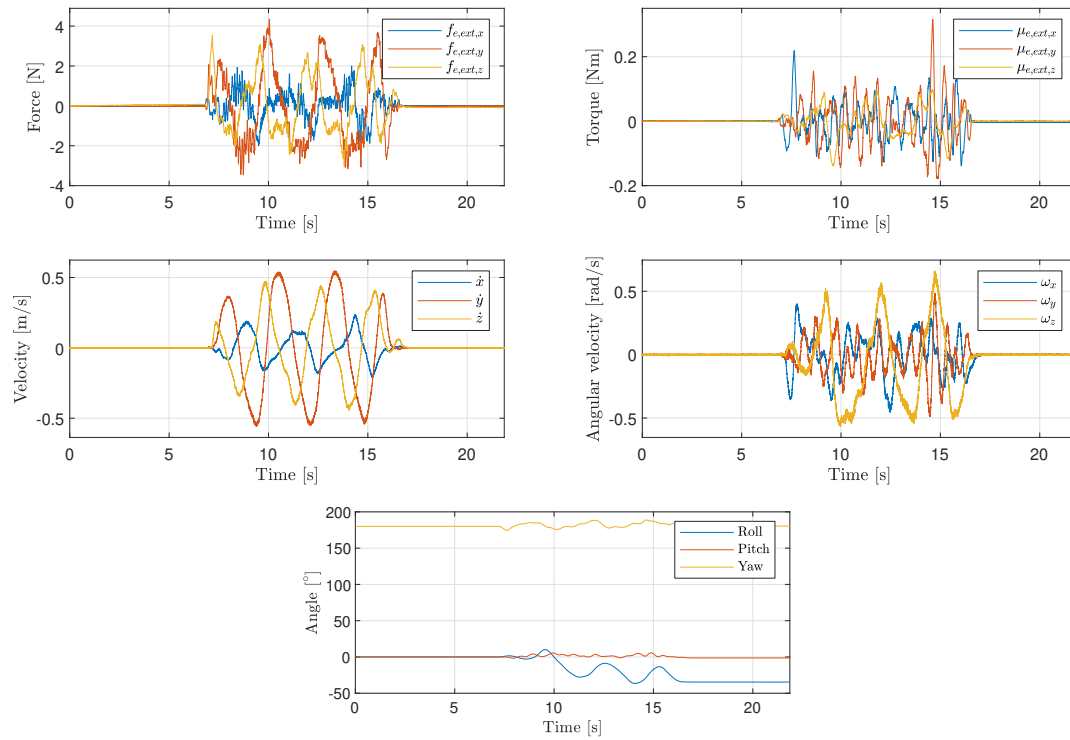 Force [N]
4
2
0
-2
-4
0 5 10 15 20
Time [s]
f_{e,ext,x}
f_{e,ext,y}
f_{e,ext,z}
Torque [Nm]
0.2
0
-0.2
0 5 10 15 20
Time [s]
μ_{e,ext,x}
μ_{e,ext,y}
μ_{e,ext,z}
Velocity [m/s]
0.5
0
-0.5
0 5 10 15 20
Time [s]
ẋ
ẏ
ż
Angular velocity [rad/s]
0.5
0
-0.5
0 5 10 15 20
Time [s]
ω_x
ω_y
ω_z
Angle [°]
200
150
100
50
0
-50
0 5 10 15 20
Time [s]
Roll
Pitch
Yaw